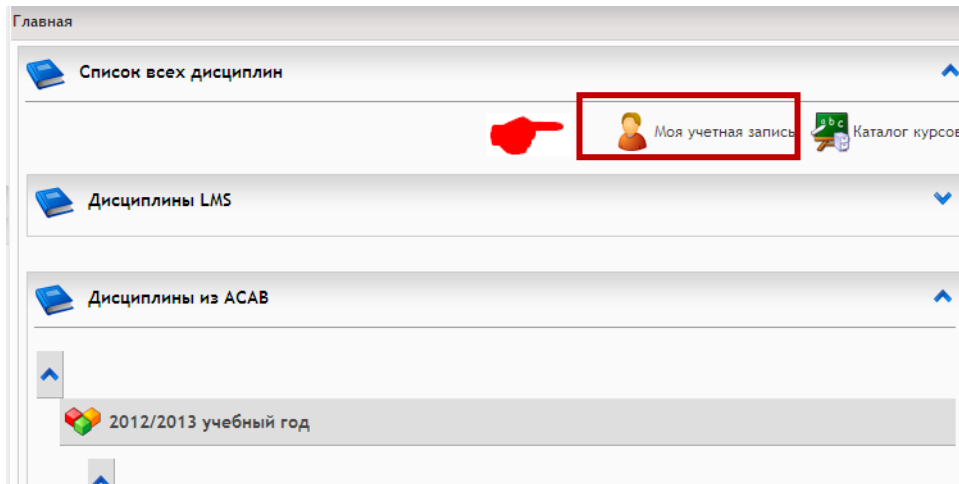 Главная
Список всех дисциплин
Моя учетная запись Каталог курсов
Дисциплины LMS
Дисциплины из АСАВ
2012/2013 учебный год